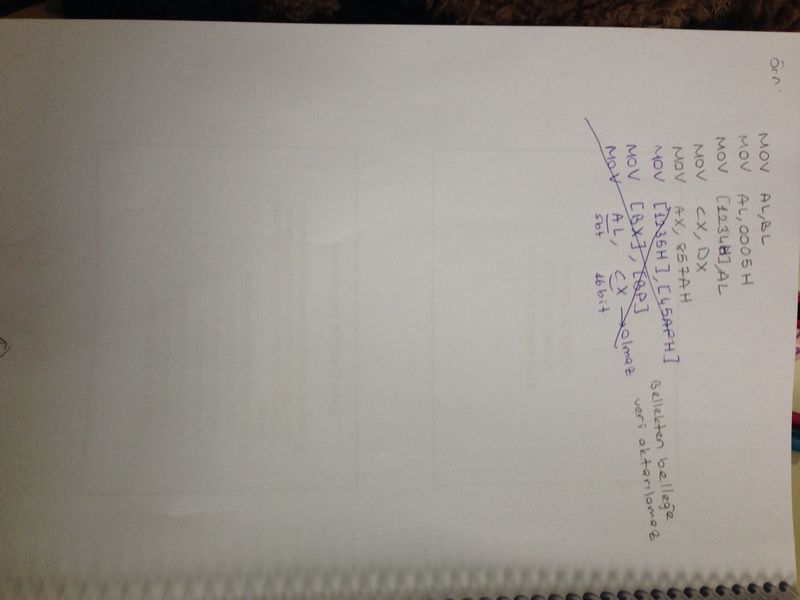 Örn:
MOV AL,BL
MOV AL,0005H
MOV [1234H],AL
MOV CX,DX
MOV AX,857AH
MOV [1235H],[45AFH] Bellekten belleğe
MOV [BX],[BP] veri aktarılamaz
MOV AL, CX → olmaz
8bit 16bit